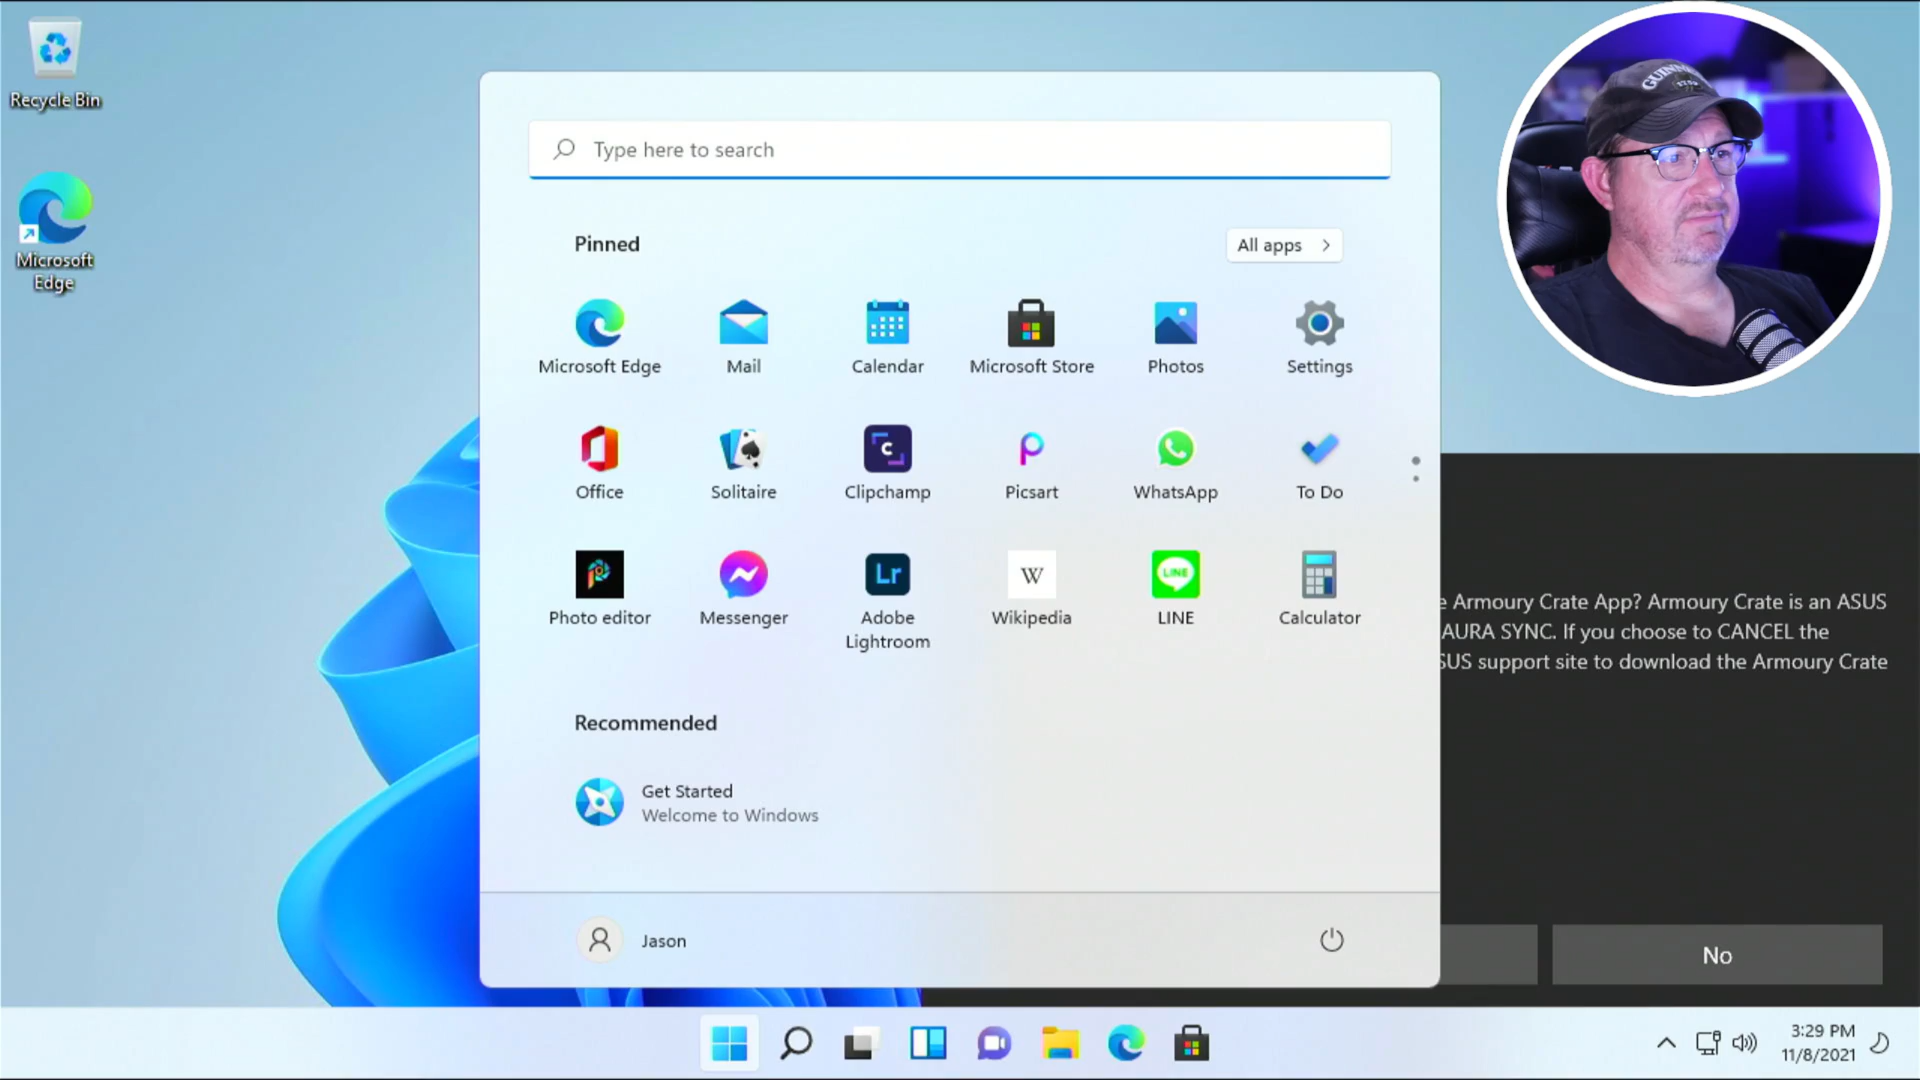 Recycle Bin
Microsoft
Edge
Type here to search
Pinned
All apps
Microsoft Edge
Mail
Calendar
Microsoft Store
Photos
Settings
Office
Solitaire
Clipchamp
Picsart
WhatsApp
To Do
Photo editor
Messenger
Lr
Adobe
Lightroom
W
Wikipedia
LINE
LINE
Calculator
Recommended
Get Started
Welcome to Windows
Jason
GUINNESS
e Armoury Crate App? Armoury Crate is an ASUS
AURA SYNC. If you choose to CANCEL the
SUS support site to download the Armoury Crate
No
3:29 PM
11/8/2021